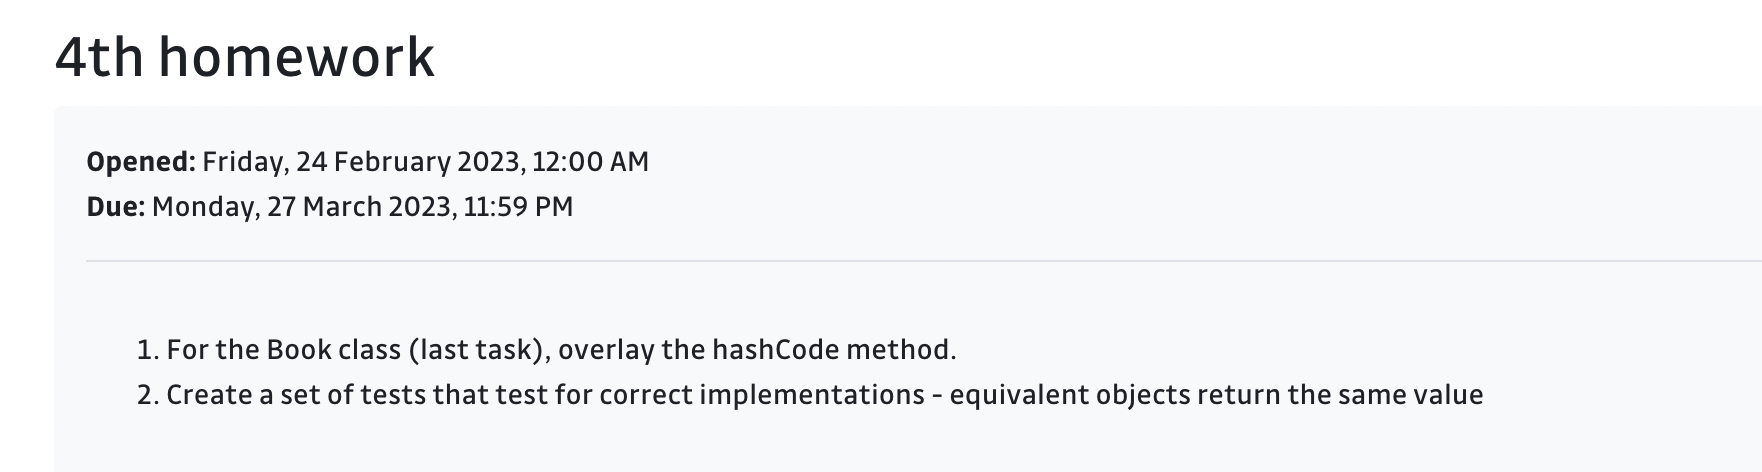 4th homework
Opened: Friday, 24 February 2023, 12:00 AM
Due: Monday, 27 March 2023, 11:59 PM
1. For the Book class (last task), overlay the hashCode method.
2. Create a set of tests that test for correct implementations - equivalent objects return the same value